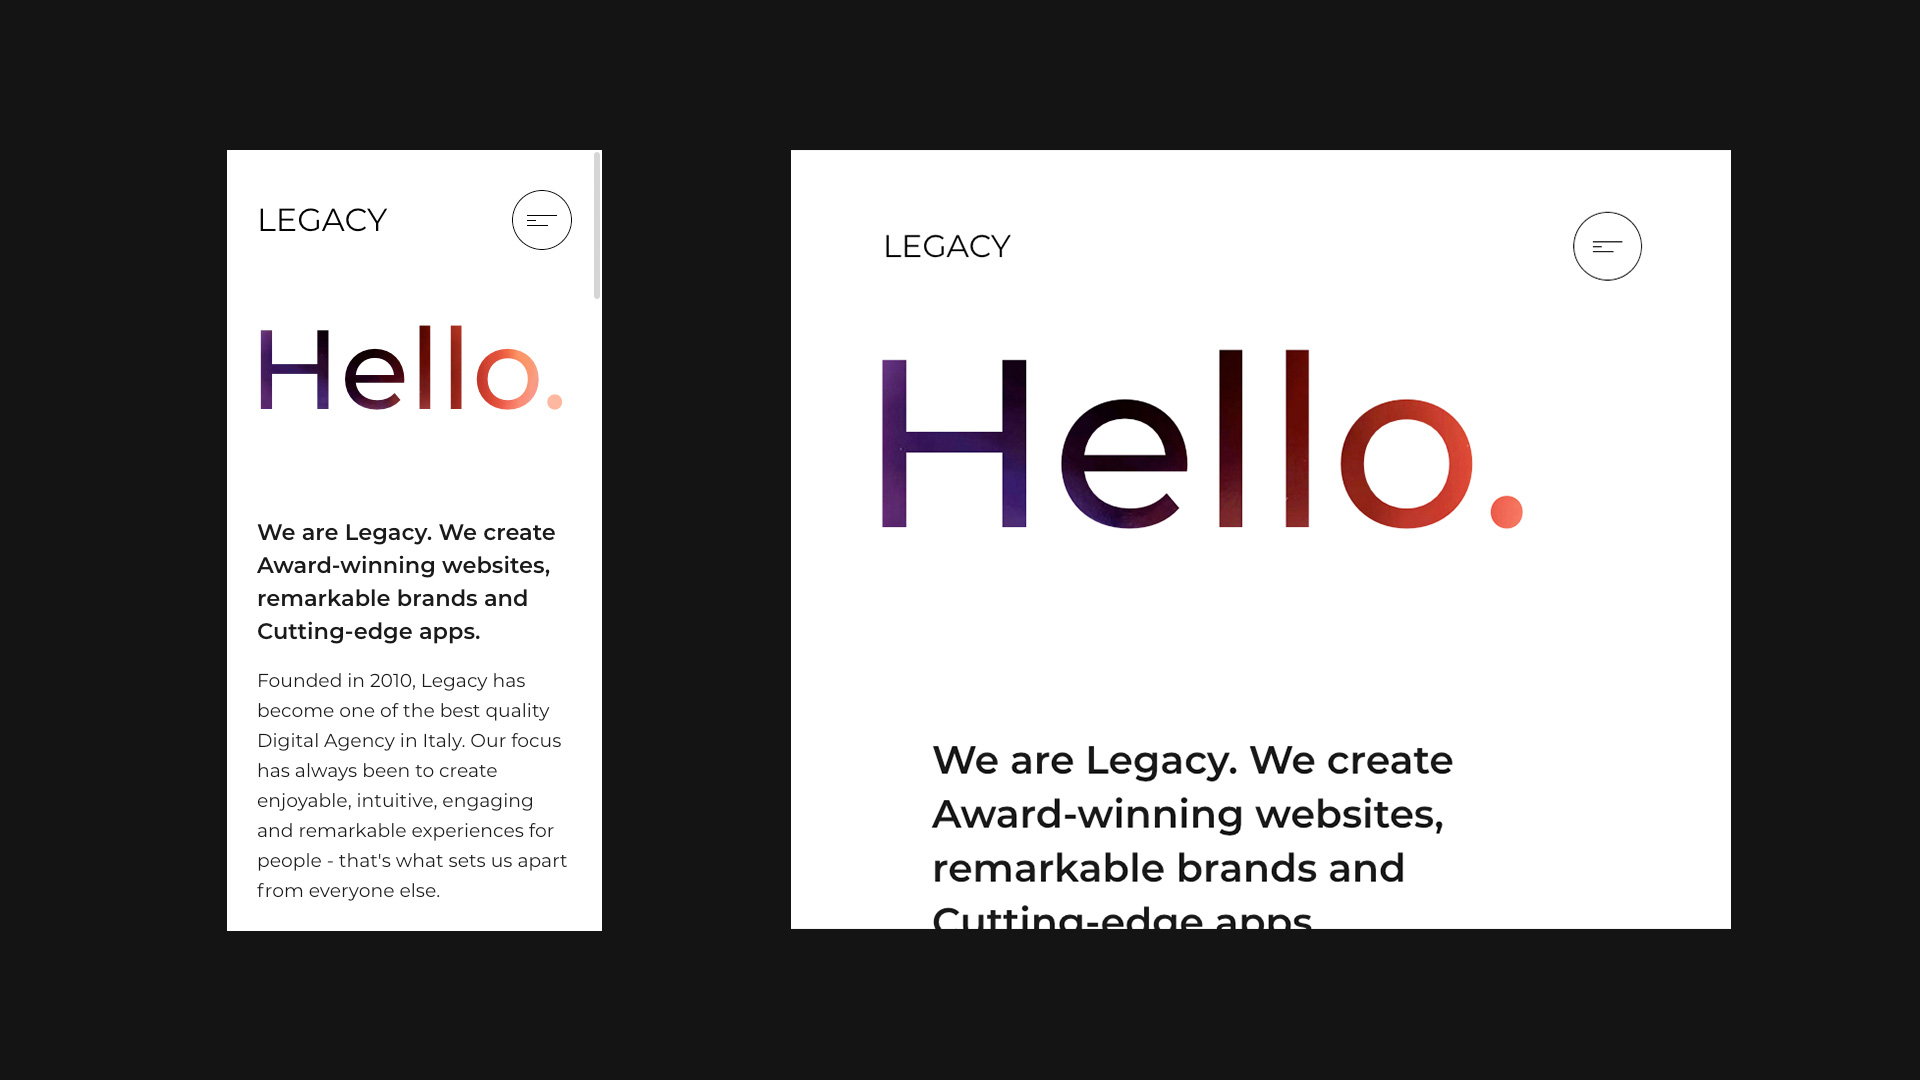 LEGACY
Hello.
We are Legacy. We create
Award-winning websites,
remarkable brands and
Cutting-edge apps.
Founded in 2010, Legacy has
become one of the best quality
Digital Agency in Italy. Our focus
has always been to create
enjoyable, intuitive, engaging
and remarkable experiences for
people - that's what sets us apart
from everyone else.
LEGACY
Hello.
We are Legacy. We create
Award-winning websites,
remarkable brands and
Cutting-edge apps